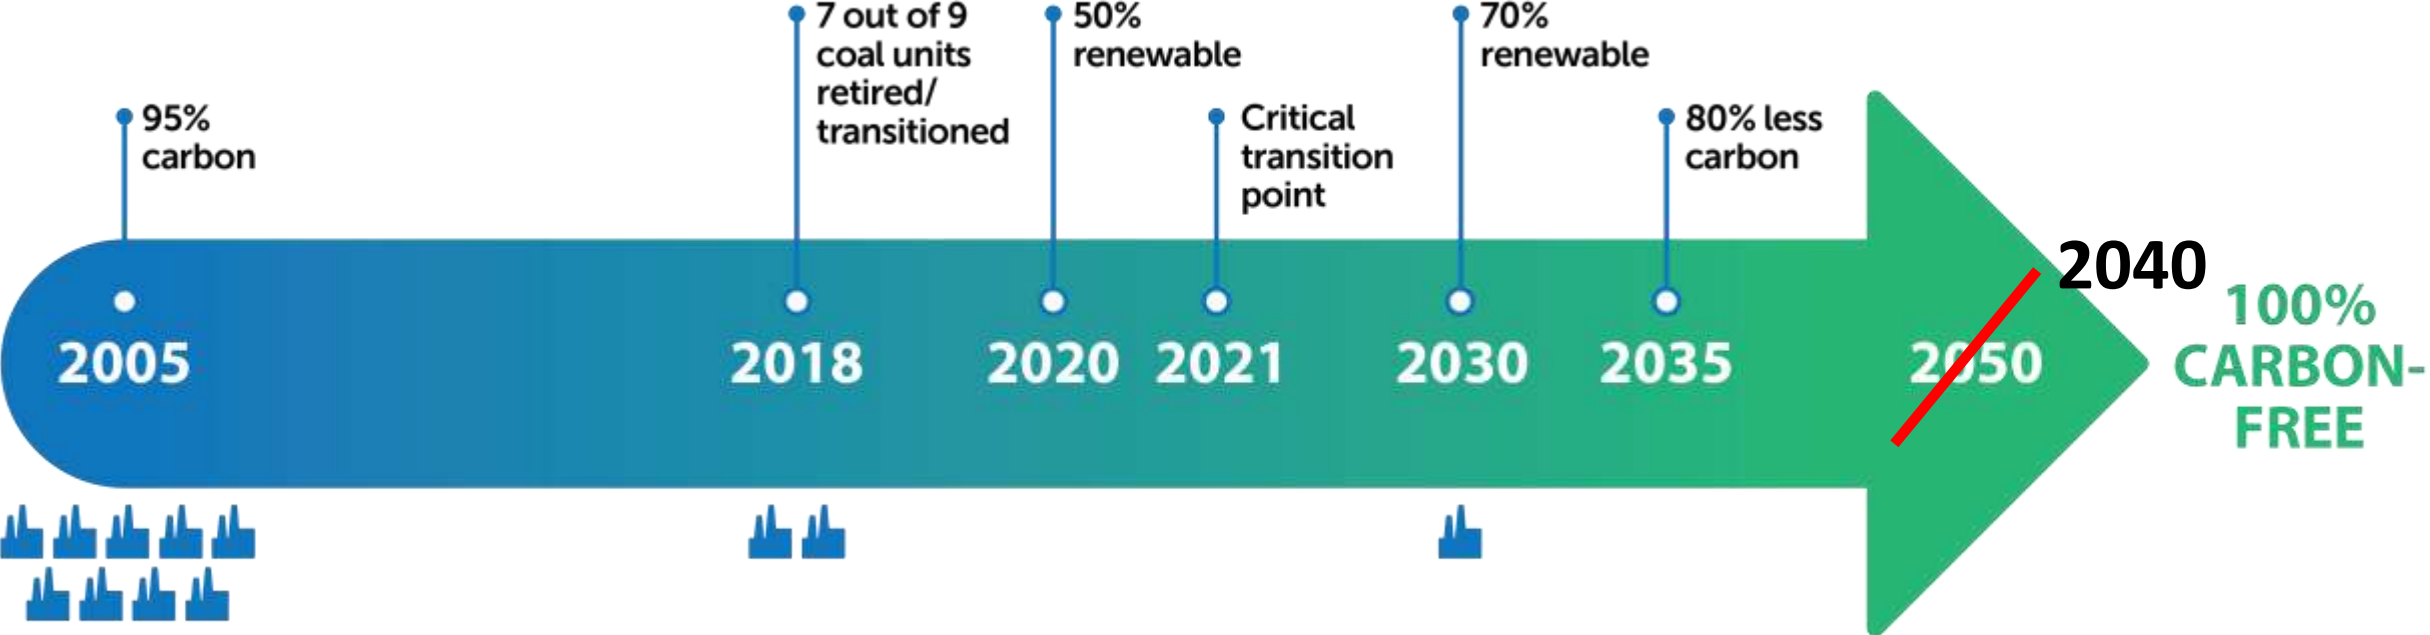 95%
carbon
7 out of 9
coal units
retired/
transitioned
50%
renewable
Critical
transition
point
70%
renewable
80% less
carbon
2005
2018
2020
2021
2030
2035
2050
2040
100%
CARBON-
FREE